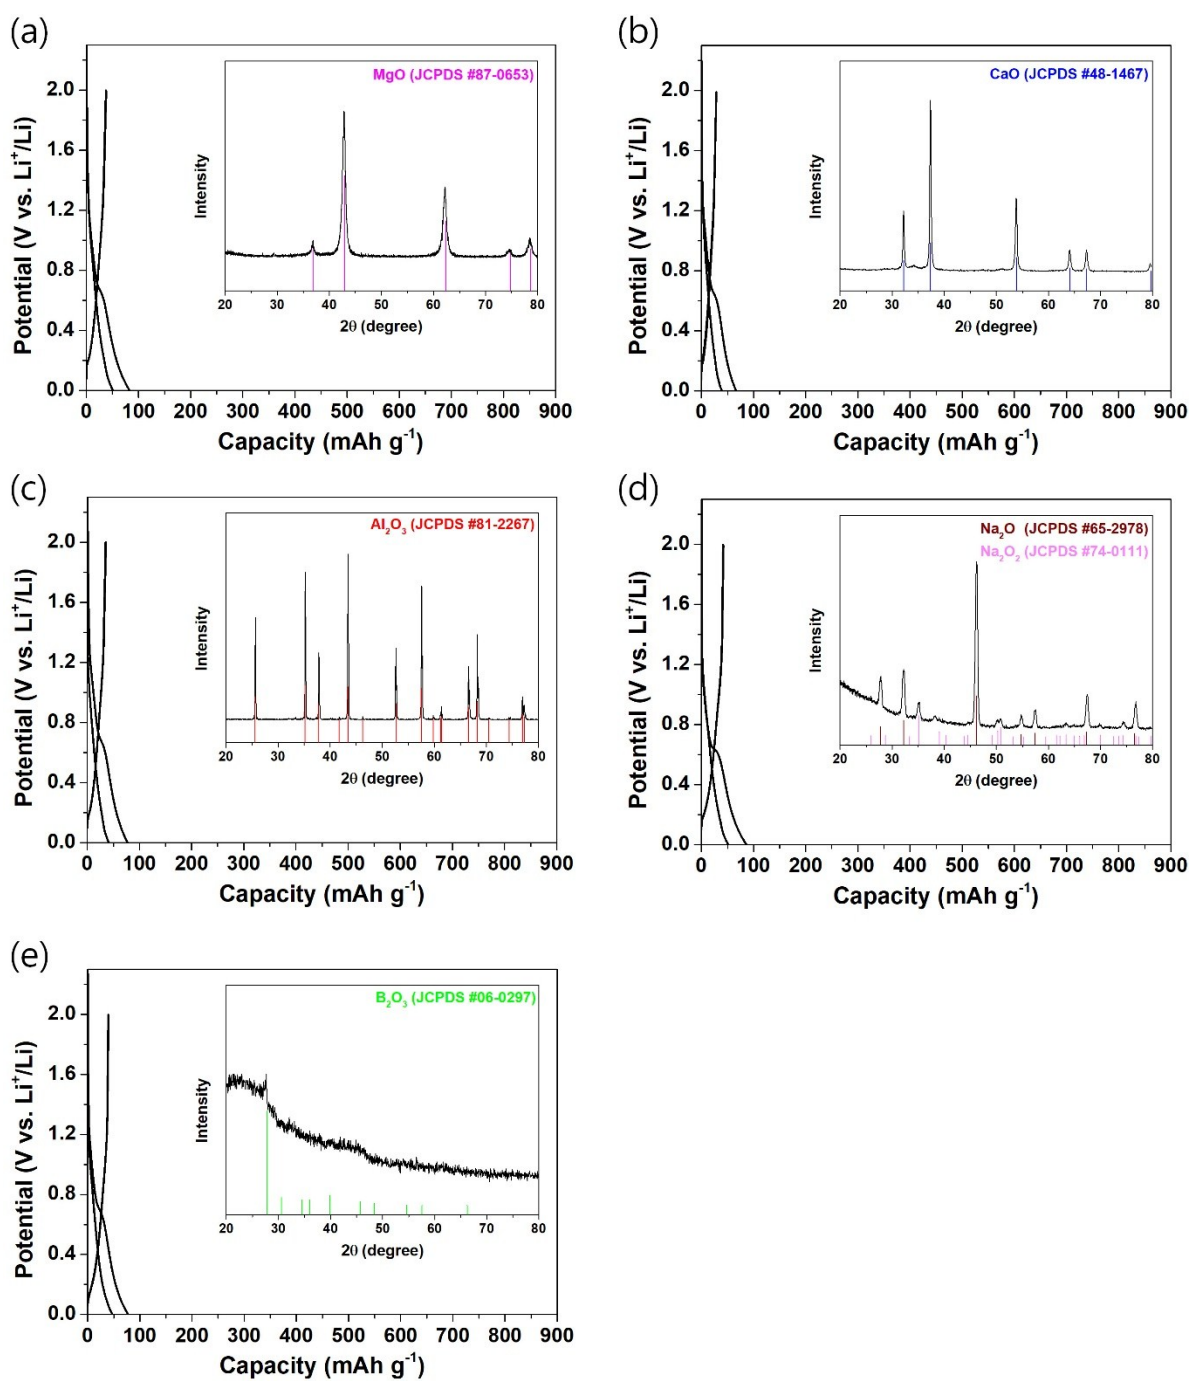 (a)
MgO (JCPDS #87-0653)
Intensity
20 30 40 50 60 70 80
2θ (degree)
Potential (V vs. Li⁺/Li)
2.0
1.6
1.2
0.8
0.4
0.0
0 100 200 300 400 500 600 700 800 900
Capacity (mAh g⁻¹)
(b)
CaO (JCPDS #48-1467)
Intensity
20 30 40 50 60 70 80
2θ (degree)
Potential (V vs. Li⁺/Li)
2.0
1.6
1.2
0.8
0.4
0.0
0 100 200 300 400 500 600 700 800 900
Capacity (mAh g⁻¹)
(c)
Al₂O₃ (JCPDS #81-2267)
Intensity
20 30 40 50 60 70 80
2θ (degree)
Potential (V vs. Li⁺/Li)
2.0
1.6
1.2
0.8
0.4
0.0
0 100 200 300 400 500 600 700 800 900
Capacity (mAh g⁻¹)
(d)
Na₂O (JCPDS #65-2978)
Na₂O₂ (JCPDS #74-0111)
Intensity
20 30 40 50 60 70 80
2θ (degree)
Potential (V vs. Li⁺/Li)
2.0
1.6
1.2
0.8
0.4
0.0
0 100 200 300 400 500 600 700 800 900
Capacity (mAh g⁻¹)
(e)
B₂O₃ (JCPDS #06-0297)
Intensity
20 30 40 50 60 70 80
2θ (degree)
Potential (V vs. Li⁺/Li)
2.0
1.6
1.2
0.8
0.4
0.0
0 100 200 300 400 500 600 700 800 900
Capacity (mAh g⁻¹)